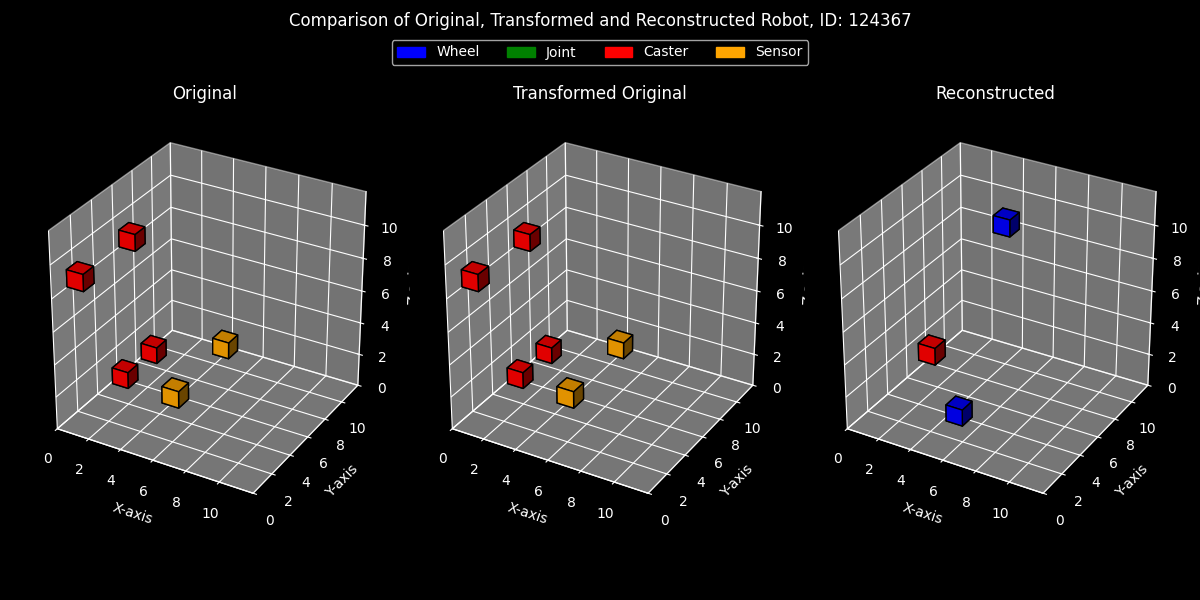 Comparison of Original, Transformed and Reconstructed Robot, ID: 124367
Wheel Joint Caster Sensor
Original Transformed Original Reconstructed
10 10 10
8 8 8
6 6 6
4 4 4
2 2 2
0 0 0
10 10 10
8 8 8
0 6 0 6 0 6
2 4 2 4 2 4
4 2 4 2 4 2
6 0 6 0 6 0
8 8 8
10 10 10
X-axis Y-axis X-axis Y-axis X-axis Y-axis